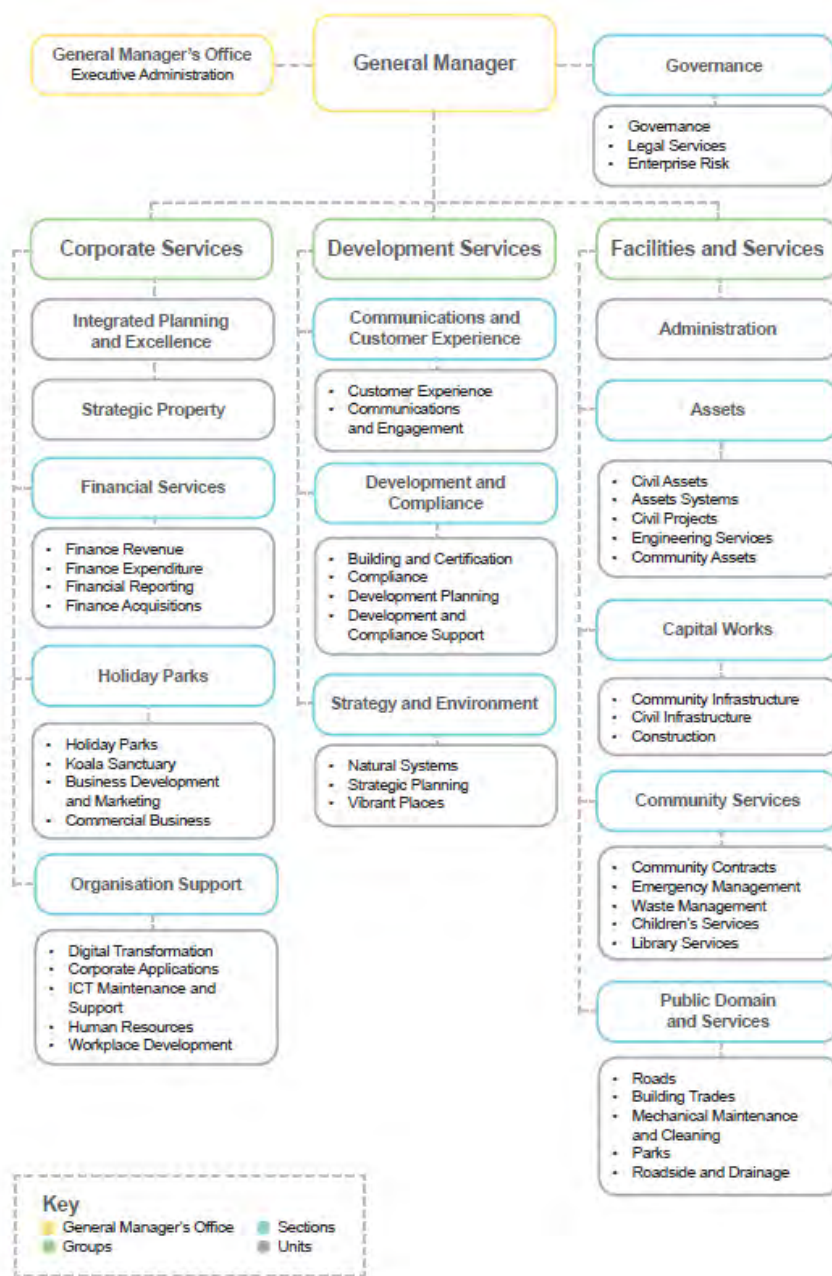 General Manager's Office
Executive Administration
General Manager
Governance
• Governance
• Legal Services
• Enterprise Risk
Corporate Services
Integrated Planning
and Excellence
Strategic Property
Financial Services
• Finance Revenue
• Finance Expenditure
• Financial Reporting
• Finance Acquisitions
Holiday Parks
• Holiday Parks
• Koala Sanctuary
• Business Development
and Marketing
• Commercial Business
Organisation Support
• Digital Transformation
• Corporate Applications
• ICT Maintenance and
Support
• Human Resources
• Workplace Development
Development Services
Communications and
Customer Experience
• Customer Experience
• Communications
and Engagement
Development and
Compliance
• Building and Certification
• Compliance
• Development Planning
• Development and
Compliance Support
Strategy and Environment
• Natural Systems
• Strategic Planning
• Vibrant Places
Facilities and Services
Administration
Assets
• Civil Assets
• Assets Systems
• Civil Projects
• Engineering Services
• Community Assets
Capital Works
• Community Infrastructure
• Civil Infrastructure
• Construction
Community Services
• Community Contracts
• Emergency Management
• Waste Management
• Children's Services
• Library Services
Public Domain
and Services
• Roads
• Building Trades
• Mechanical Maintenance
and Cleaning
• Parks
• Roadside and Drainage
Key
General Manager's Office
Sections
Groups
Units